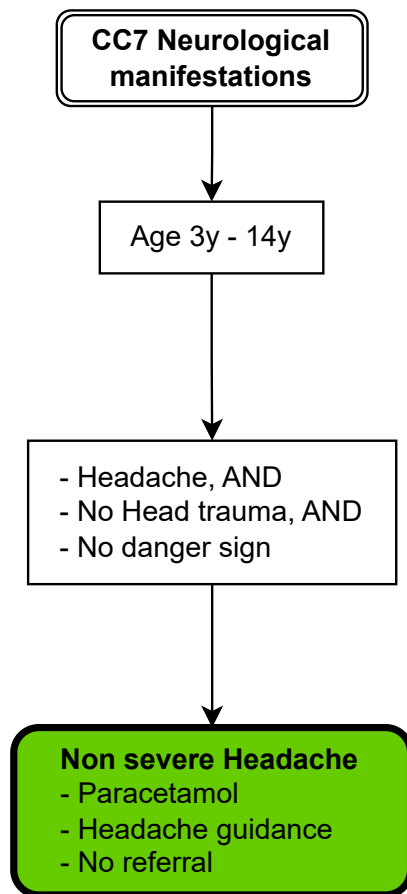 CC7 Neurological
manifestations
Age 3y - 14y
- Headache, AND
- No Head trauma, AND
- No danger sign
Non severe Headache
- Paracetamol
- Headache guidance
- No referral